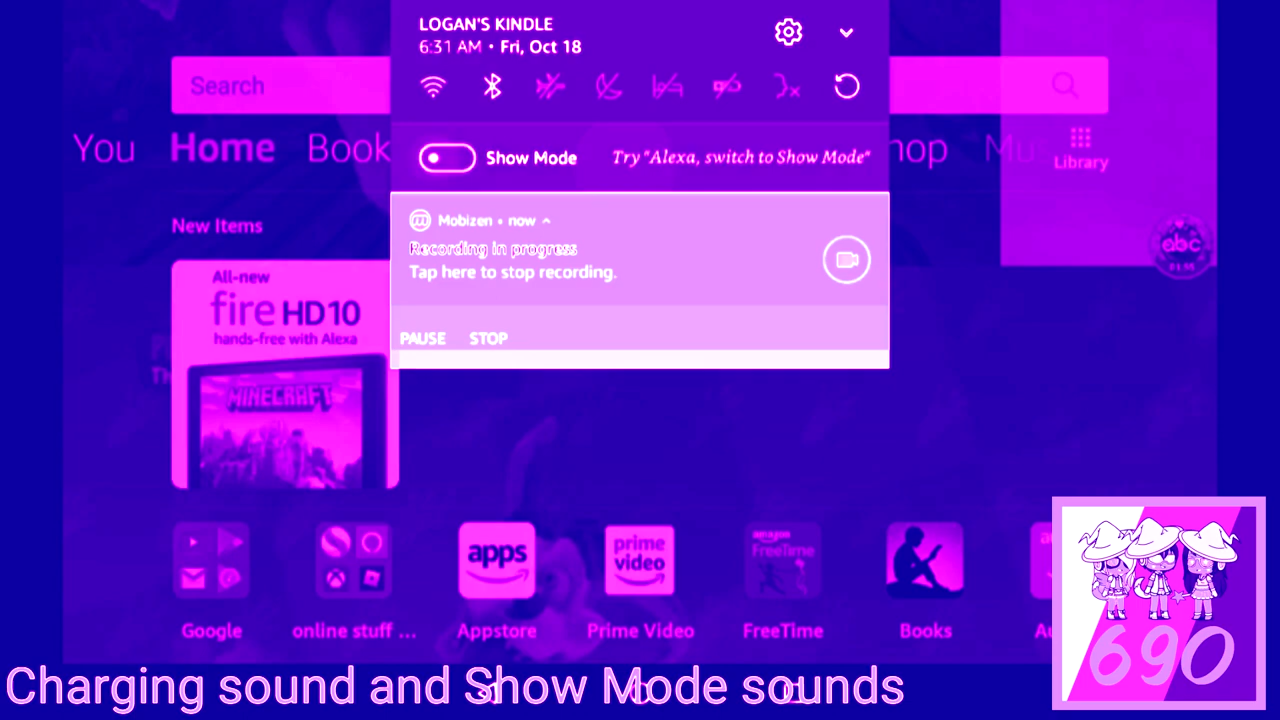 LOGAN'S KINDLE
6:31 AM • Fri, Oct 18
Search
You Home Book hop Mu
Library
Show Mode Try "Alexa, switch to Show Mode"
New Items
Mobizen • now
Recording in progress
Tap here to stop recording.
PAUSE STOP
abc
All-new
fire HD10
hands-free with Alexa
MINECRAFT
apps
prime video
amazon
FreeTime
Google
online stuff ...
Appstore
Prime Video
FreeTime
Books
Au
690
Charging sound and Show Mode sounds